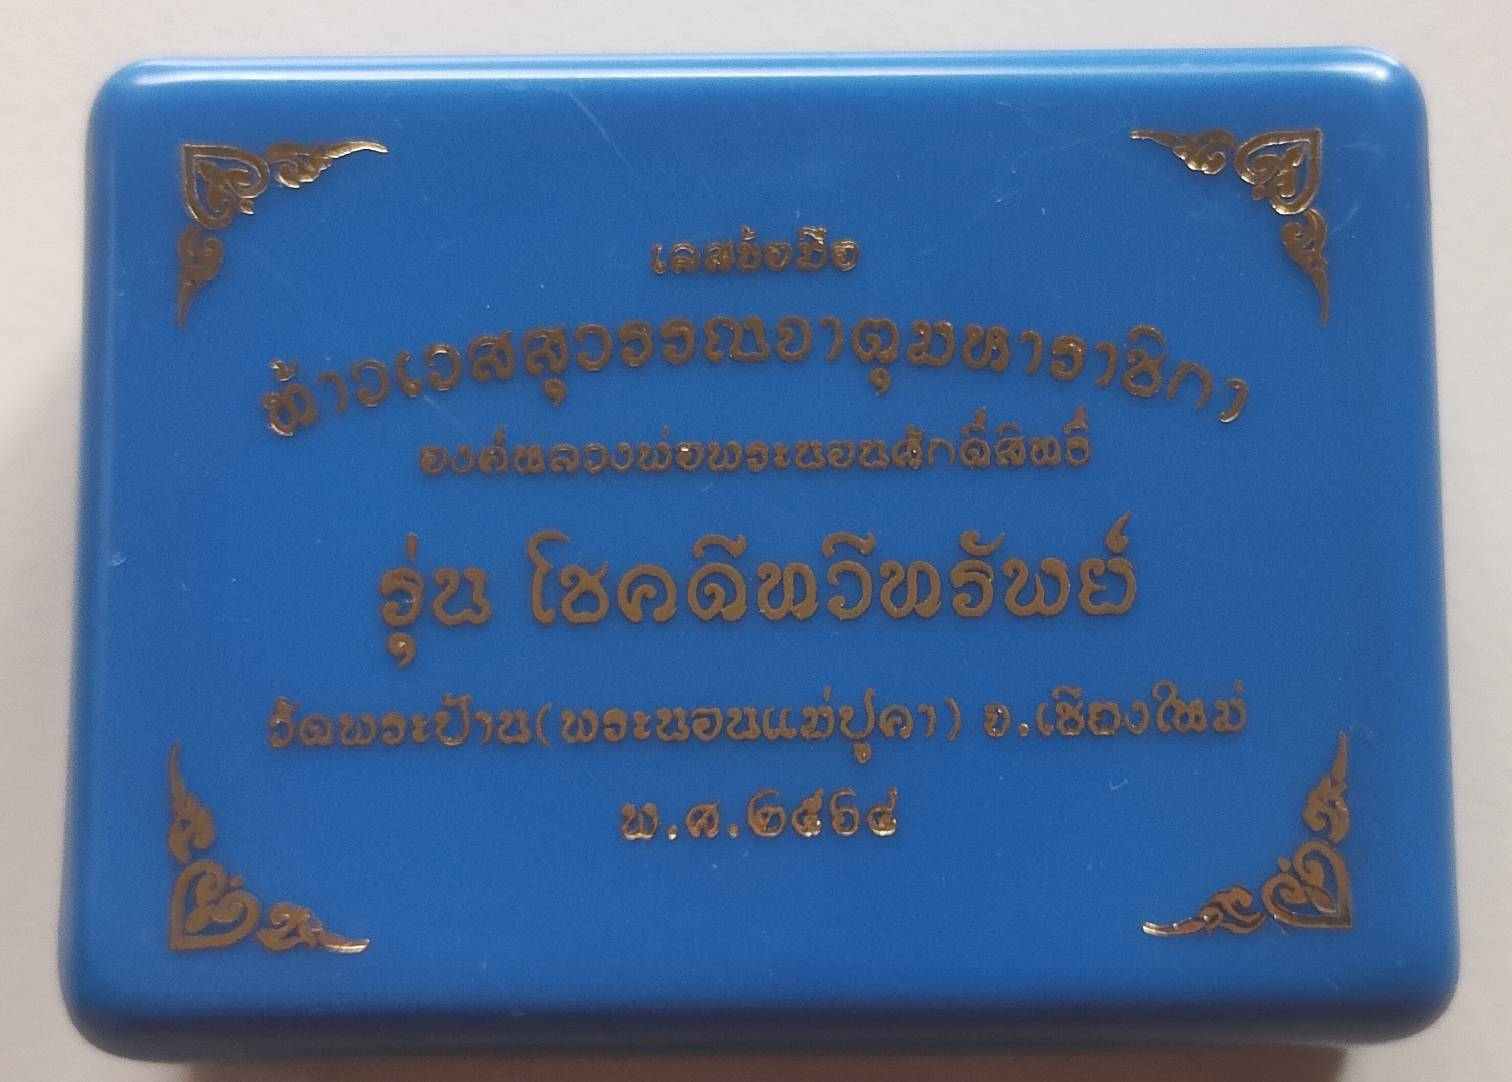 เลสข้อมือ
ท้าวเวสสุวรรณจาตุมหาราชิกา
องค์หลวงพ่อพระนอนศักดิ์สิทธิ์
รุ่น โชคดีทวีทรัพย์
วัดพระป้าน(พระนอนแม่ปูคา) จ.เชียงใหม่
พ.ศ.๒๕๖๔